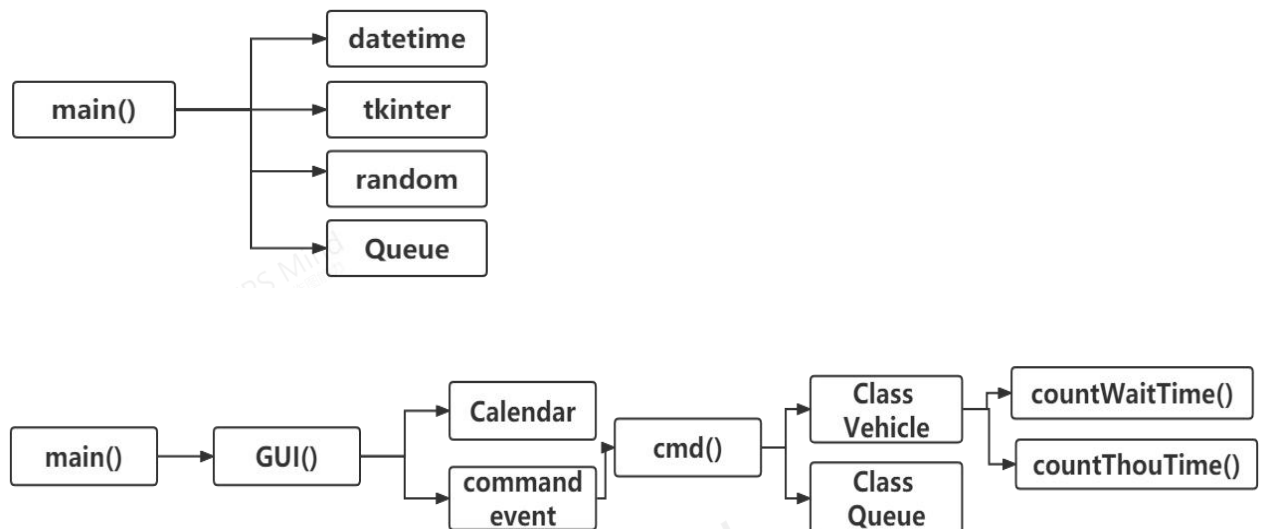 datetime
main()
tkinter
random
Queue
main()
GUI()
Calendar
command
event
cmd()
Class
Vehicle
Class
Queue
countWaitTime()
countThouTime()